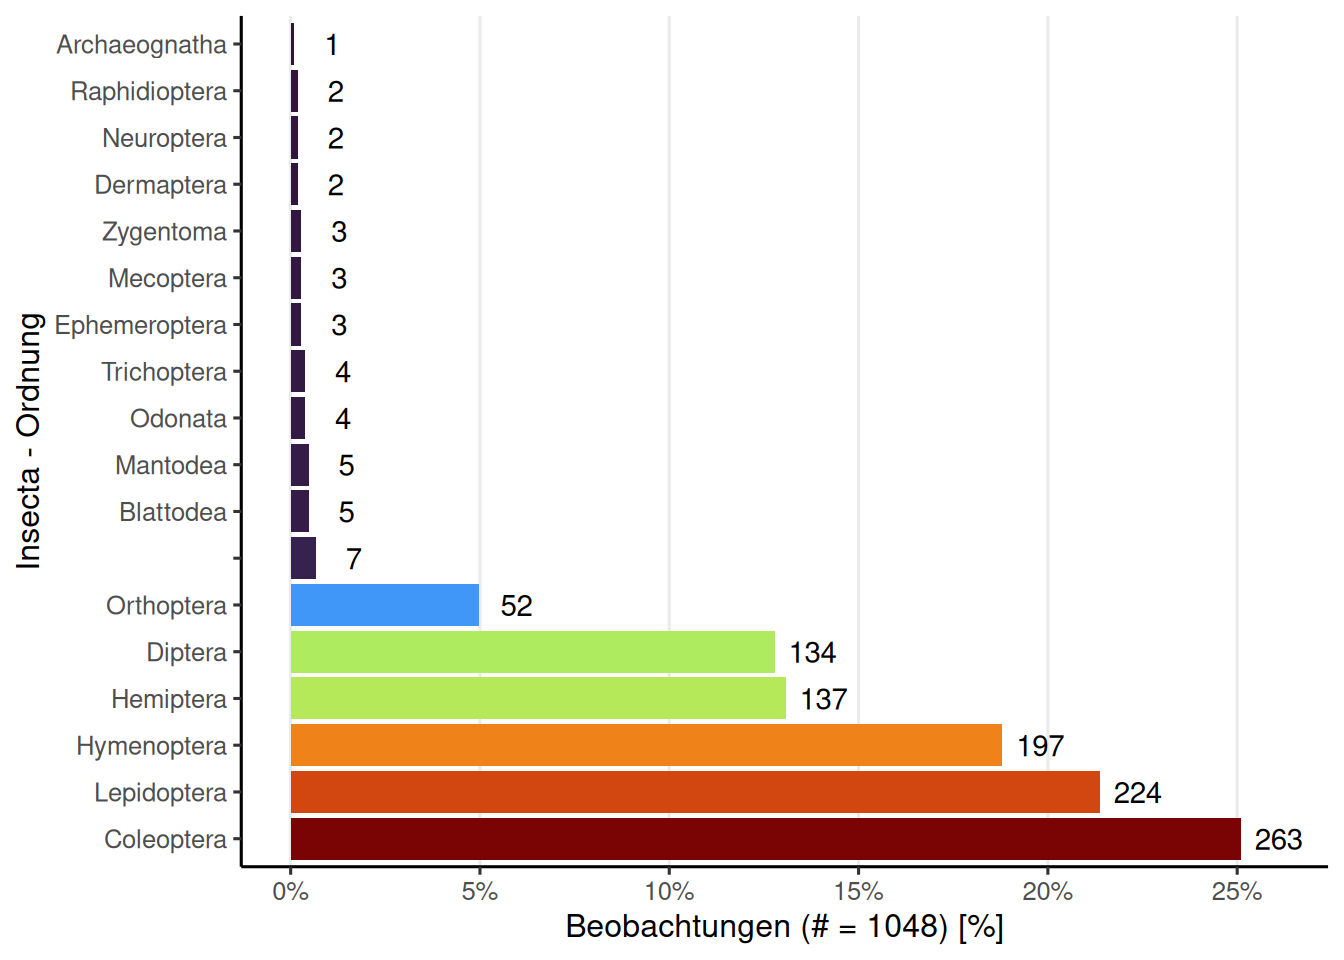 Insecta - Ordnung
Archaeognatha 1
Raphidioptera 2
Neuroptera 2
Dermaptera 2
Zygentoma 3
Mecoptera 3
Ephemeroptera 3
Trichoptera 4
Odonata 4
Mantodea 5
Blattodea 5
7
Orthoptera 52
Diptera 134
Hemiptera 137
Hymenoptera 197
Lepidoptera 224
Coleoptera 263
0% 5% 10% 15% 20% 25%
Beobachtungen (# = 1048) [%]